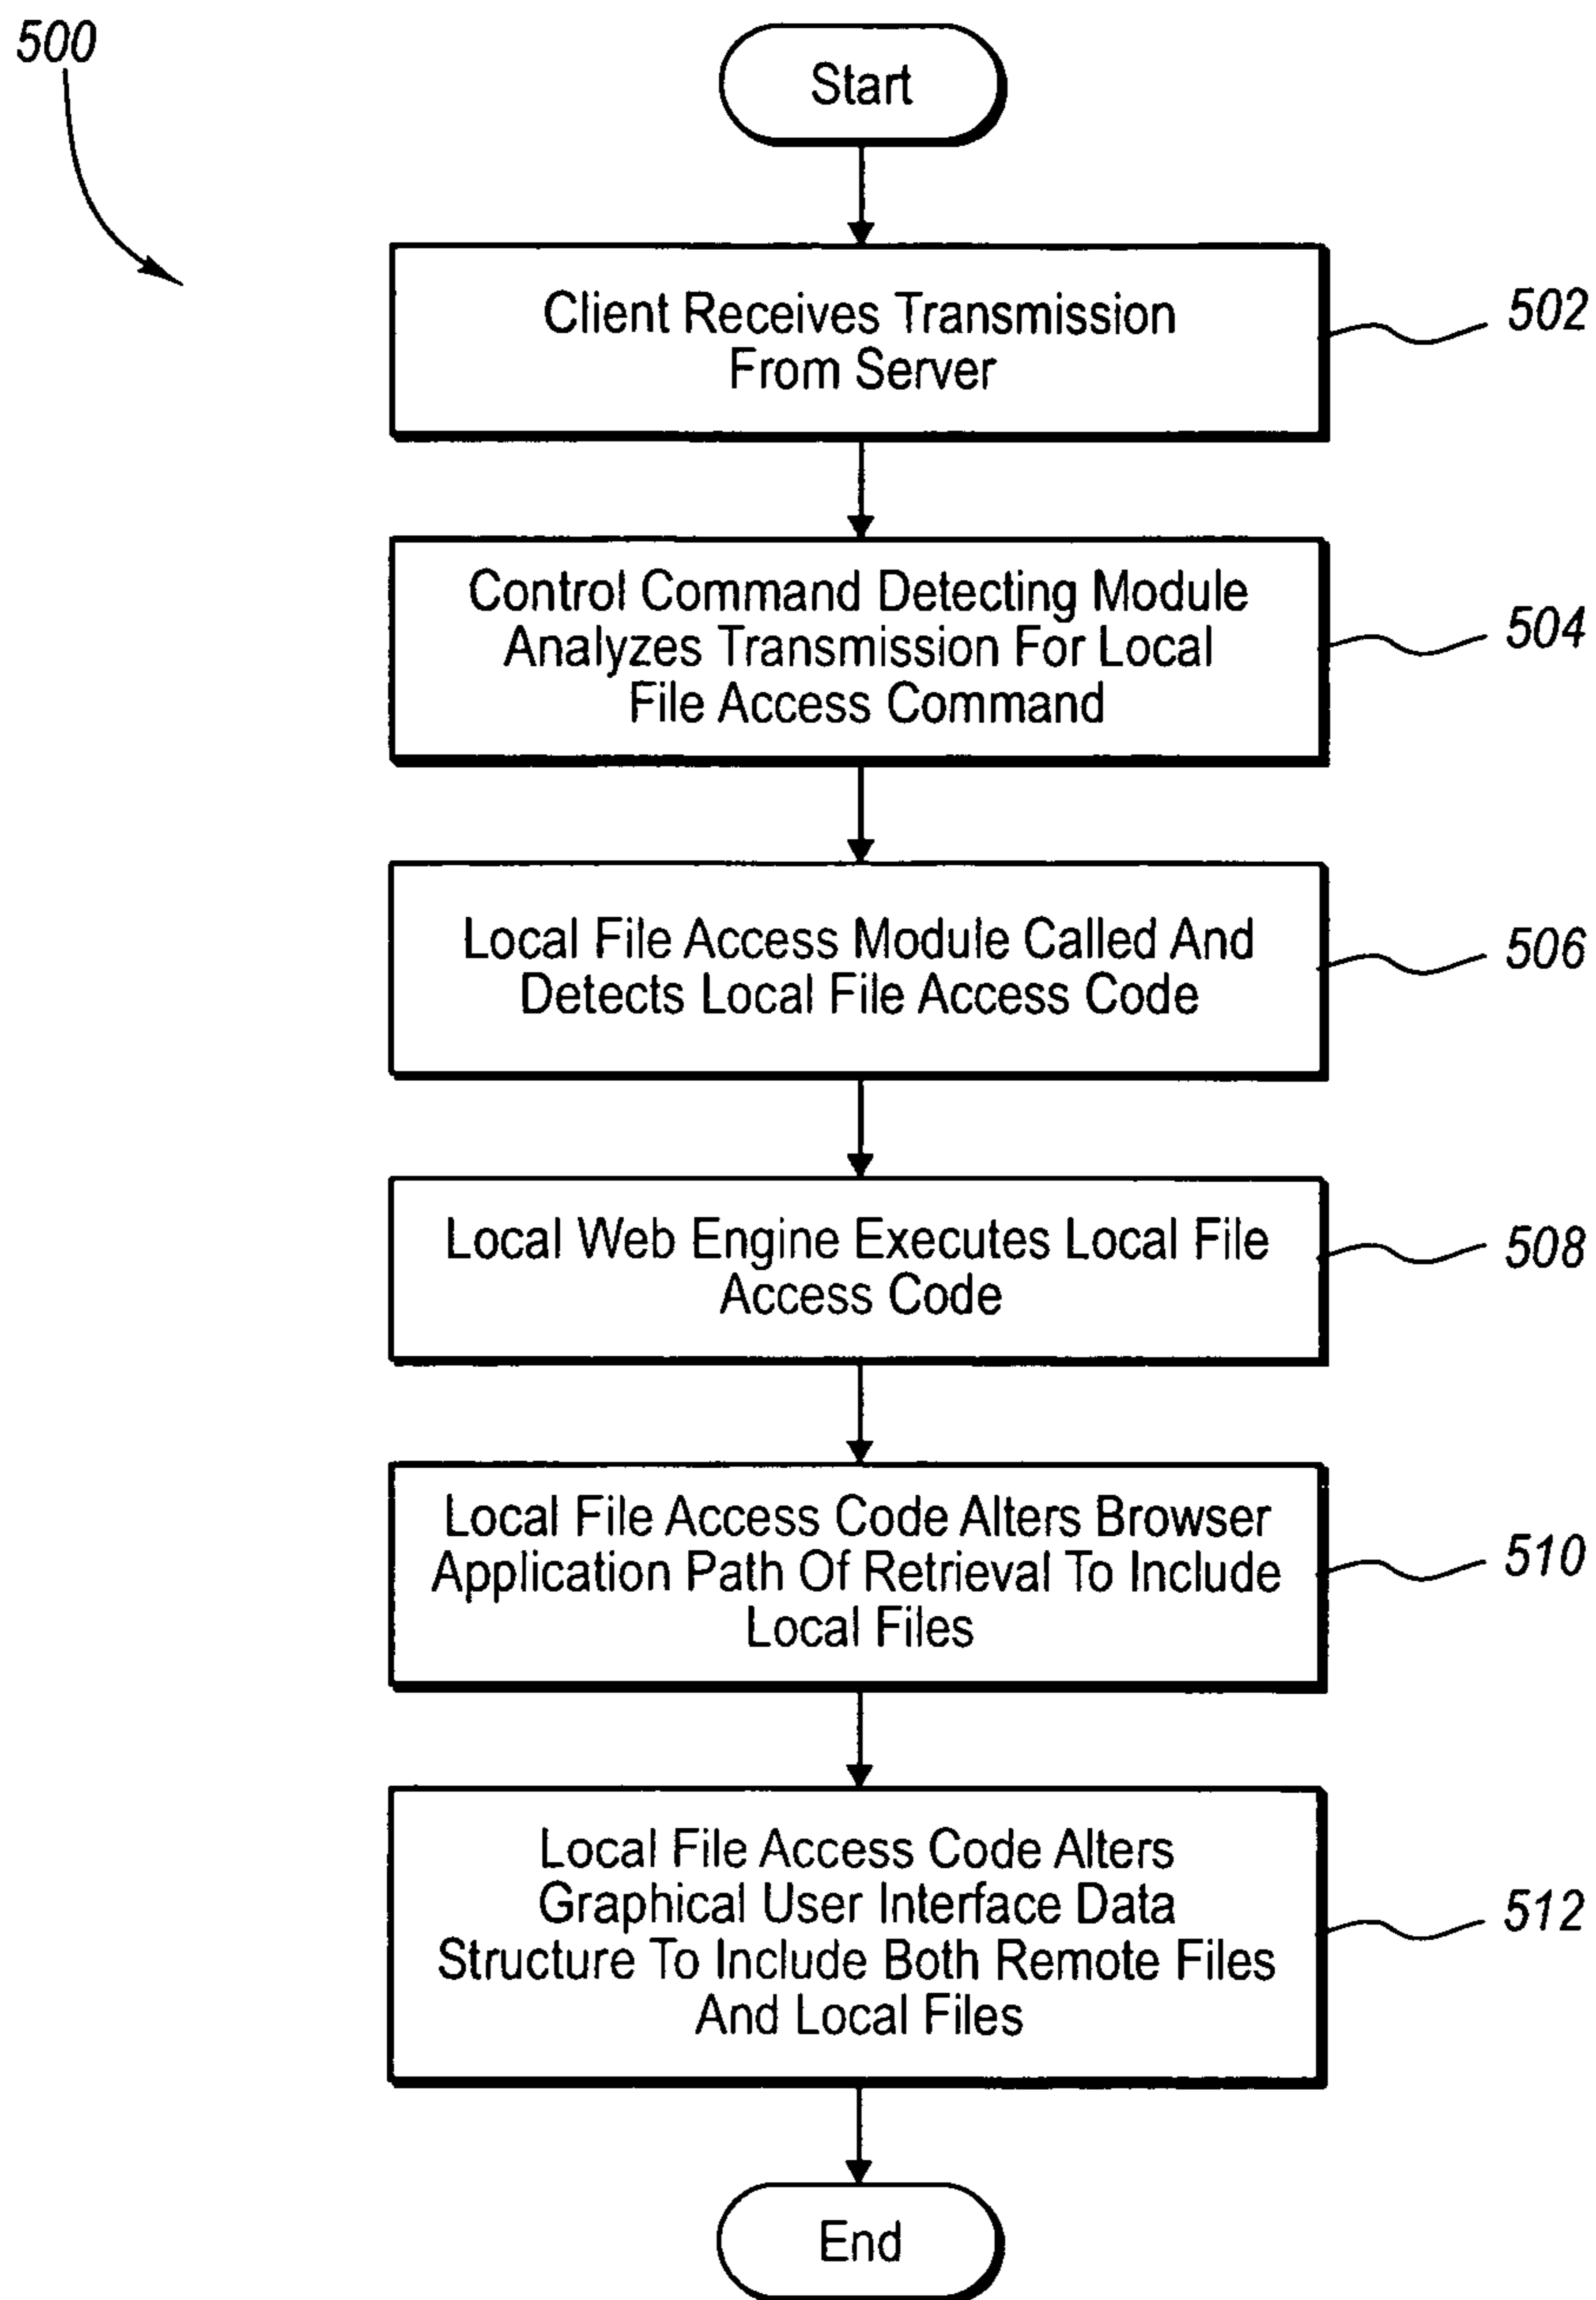 500
Start
Client Receives Transmission
From Server
502
Control Command Detecting Module
Analyzes Transmission For Local
File Access Command
504
Local File Access Module Called And
Detects Local File Access Code
506
Local Web Engine Executes Local File
Access Code
508
Local File Access Code Alters Browser
Application Path Of Retrieval To Include
Local Files
510
Local File Access Code Alters
Graphical User Interface Data
Structure To Include Both Remote Files
And Local Files
512
End